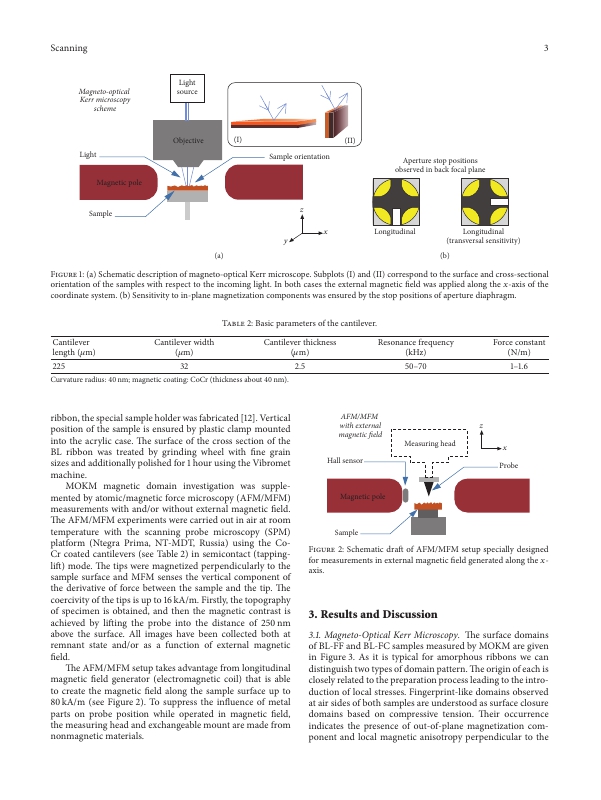 Scanning
3
Magneto-optical
Kerr microscopy
scheme
Light
source
Objective
(I)
(II)
Light
Sample orientation
Magnetic pole
Sample
z
x
y
(a)
Aperture stop positions
observed in back focal plane
Longitudinal
Longitudinal
(transversal sensitivity)
(b)
Figure 1: (a) Schematic description of magneto-optical Kerr microscope. Subplots (I) and (II) correspond to the surface and cross-sectional
orientation of the samples with respect to the incoming light. In both cases the external magnetic field was applied along the x-axis of the
coordinate system. (b) Sensitivity to in-plane magnetization components was ensured by the stop positions of aperture diaphragm.
Table 2: Basic parameters of the cantilever.
Cantilever length (μm) Cantilever width (μm) Cantilever thickness (μm) Resonance frequency (kHz) Force constant (N/m)
225 32 2.5 50–70 1–1.6
Curvature radius: 40 nm; magnetic coating: CoCr (thickness about 40 nm).
ribbon, the special sample holder was fabricated [12]. Vertical
position of the sample is ensured by plastic clamp mounted
into the acrylic case. The surface of the cross section of the
BL ribbon was treated by grinding wheel with fine grain
sizes and additionally polished for 1 hour using the Vibromet
machine.
MOKM magnetic domain investigation was supple-
mented by atomic/magnetic force microscopy (AFM/MFM)
measurements with and/or without external magnetic field.
The AFM/MFM experiments were carried out in air at room
temperature with the scanning probe microscopy (SPM)
platform (Ntegra Prima, NT-MDT, Russia) using the Co-
Cr coated cantilevers (see Table 2) in semicontact (tapping-
lift) mode. The tips were magnetized perpendicularly to the
sample surface and MFM senses the vertical component of
the derivative of force between the sample and the tip. The
coercivity of the tips is up to 16 kA/m. Firstly, the topography
of specimen is obtained, and then the magnetic contrast is
achieved by lifting the probe into the distance of 250 nm
above the surface. All images have been collected both at
remnant state and/or as a function of external magnetic
field.
The AFM/MFM setup takes advantage from longitudinal
magnetic field generator (electromagnetic coil) that is able
to create the magnetic field along the sample surface up to
80 kA/m (see Figure 2). To suppress the influence of metal
parts on probe position while operated in magnetic field,
the measuring head and exchangeable mount are made from
nonmagnetic materials.
AFM/MFM
with external
magnetic field
Measuring head
z
x
Hall sensor
Probe
Magnetic pole
Sample
Figure 2: Schematic draft of AFM/MFM setup specially designed
for measurements in external magnetic field generated along the x-
axis.
3. Results and Discussion
3.1. Magneto-Optical Kerr Microscopy. The surface domains
of BL-FF and BL-FC samples measured by MOKM are given
in Figure 3. As it is typical for amorphous ribbons we can
distinguish two types of domain pattern. The origin of each is
closely related to the preparation process leading to the intro-
duction of local stresses. Fingerprint-like domains observed
at air sides of both samples are understood as surface closure
domains based on compressive tension. Their occurrence
indicates the presence of out-of-plane magnetization com-
ponent and local magnetic anisotropy perpendicular to the